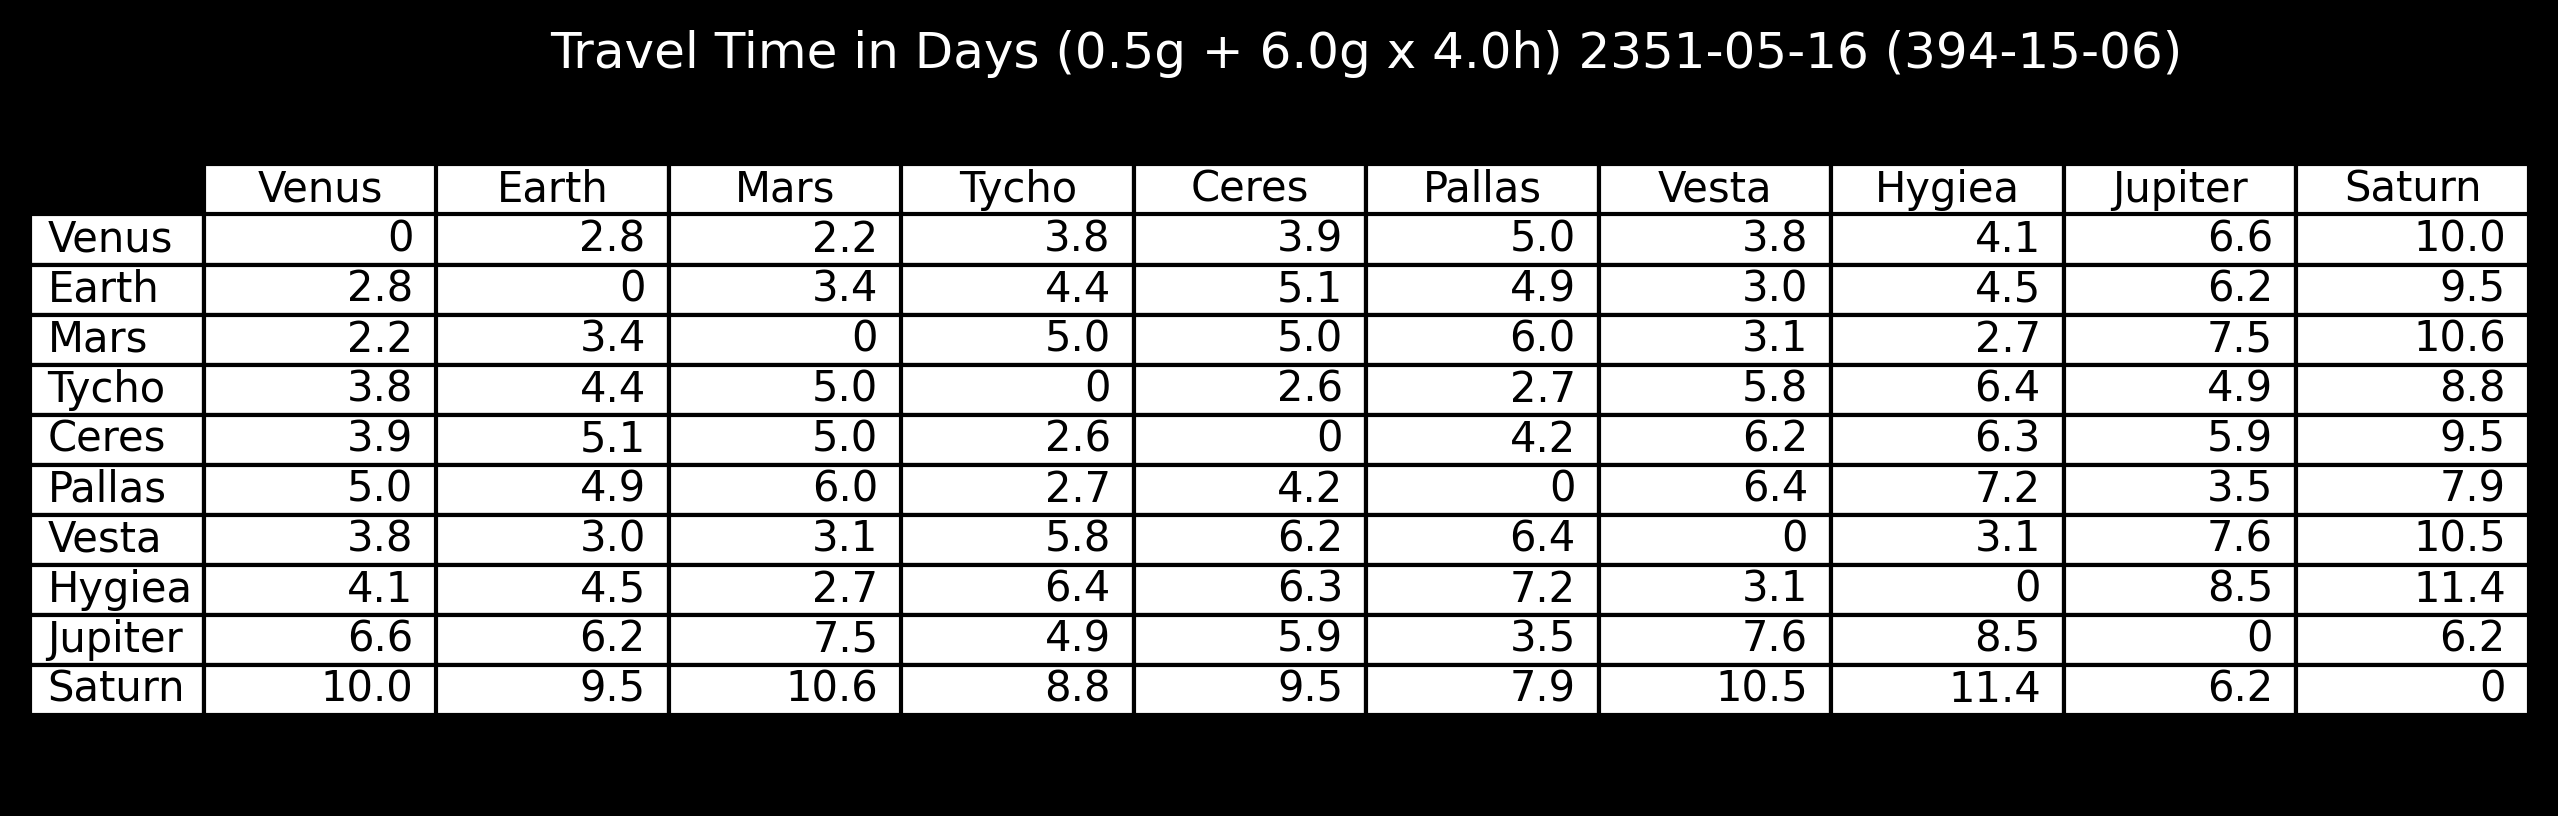 Travel Time in Days (0.5g + 6.0g x 4.0h) 2351-05-16 (394-15-06)
Venus Earth Mars Tycho Ceres Pallas Vesta Hygiea Jupiter Saturn
Venus 0 2.8 2.2 3.8 3.9 5.0 3.8 4.1 6.6 10.0
Earth 2.8 0 3.4 4.4 5.1 4.9 3.0 4.5 6.2 9.5
Mars 2.2 3.4 0 5.0 5.0 6.0 3.1 2.7 7.5 10.6
Tycho 3.8 4.4 5.0 0 2.6 2.7 5.8 6.4 4.9 8.8
Ceres 3.9 5.1 5.0 2.6 0 4.2 6.2 6.3 5.9 9.5
Pallas 5.0 4.9 6.0 2.7 4.2 0 6.4 7.2 3.5 7.9
Vesta 3.8 3.0 3.1 5.8 6.2 6.4 0 3.1 7.6 10.5
Hygiea 4.1 4.5 2.7 6.4 6.3 7.2 3.1 0 8.5 11.4
Jupiter 6.6 6.2 7.5 4.9 5.9 3.5 7.6 8.5 0 6.2
Saturn 10.0 9.5 10.6 8.8 9.5 7.9 10.5 11.4 6.2 0